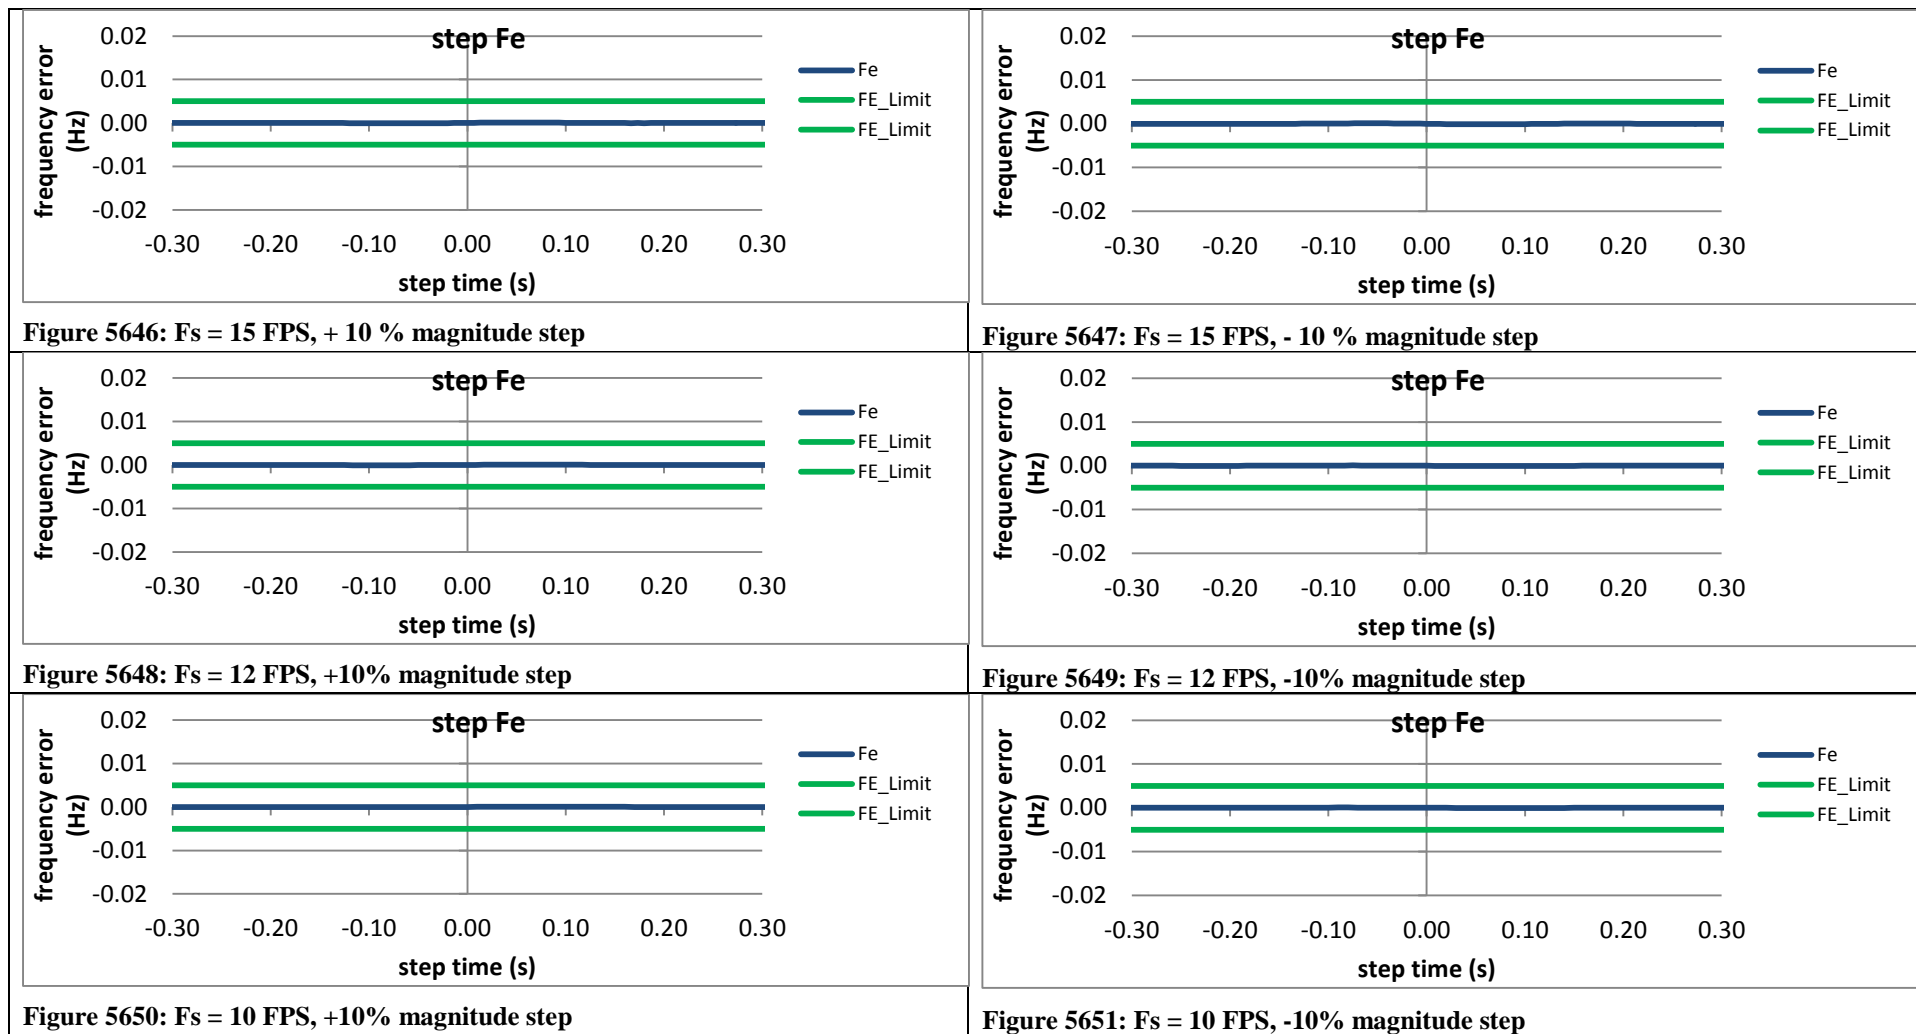 step Fe
0.02
0.01
0.00
-0.01
-0.02
frequency error
(Hz)
-0.30 -0.20 -0.10 0.00 0.10 0.20 0.30
step time (s)
Fe
FE_Limit
FE_Limit
Figure 5646: Fs = 15 FPS, + 10 % magnitude step
step Fe
0.02
0.01
0.00
-0.01
-0.02
frequency error
(Hz)
-0.30 -0.20 -0.10 0.00 0.10 0.20 0.30
step time (s)
Fe
FE_Limit
FE_Limit
Figure 5647: Fs = 15 FPS, - 10 % magnitude step
step Fe
0.02
0.01
0.00
-0.01
-0.02
frequency error
(Hz)
-0.30 -0.20 -0.10 0.00 0.10 0.20 0.30
step time (s)
Fe
FE_Limit
FE_Limit
Figure 5648: Fs = 12 FPS, +10% magnitude step
step Fe
0.02
0.01
0.00
-0.01
-0.02
frequency error
(Hz)
-0.30 -0.20 -0.10 0.00 0.10 0.20 0.30
step time (s)
Fe
FE_Limit
FE_Limit
Figure 5649: Fs = 12 FPS, -10% magnitude step
step Fe
0.02
0.01
0.00
-0.01
-0.02
frequency error
(Hz)
-0.30 -0.20 -0.10 0.00 0.10 0.20 0.30
step time (s)
Fe
FE_Limit
FE_Limit
Figure 5650: Fs = 10 FPS, +10% magnitude step
step Fe
0.02
0.01
0.00
-0.01
-0.02
frequency error
(Hz)
-0.30 -0.20 -0.10 0.00 0.10 0.20 0.30
step time (s)
Fe
FE_Limit
FE_Limit
Figure 5651: Fs = 10 FPS, -10% magnitude step